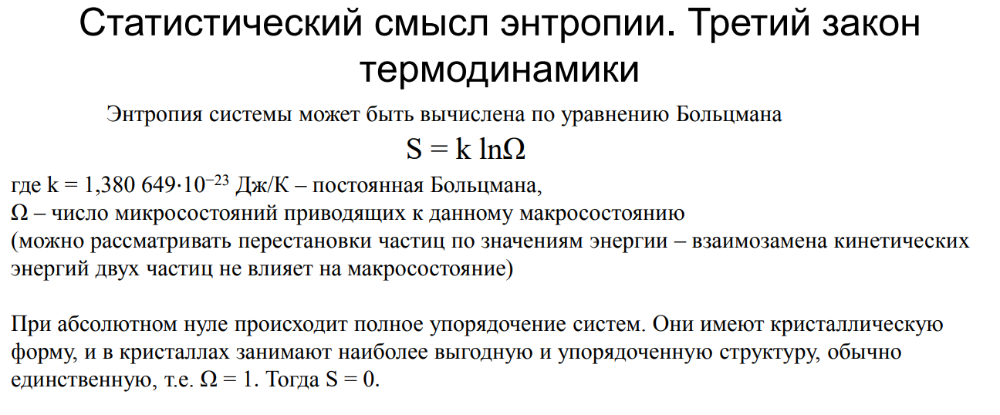 Статистический смысл энтропии. Третий закон
термодинамики
Энтропия системы может быть вычислена по уравнению Больцмана
S = k lnΩ
где k = 1,380 649·10⁻²³ Дж/К – постоянная Больцмана,
Ω – число микросостояний приводящих к данному макросостоянию
(можно рассматривать перестановки частиц по значениям энергии – взаимозамена кинетических
энергий двух частиц не влияет на макросостояние)
При абсолютном нуле происходит полное упорядочение систем. Они имеют кристаллическую
форму, и в кристаллах занимают наиболее выгодную и упорядоченную структуру, обычно
единственную, т.е. Ω = 1. Тогда S = 0.